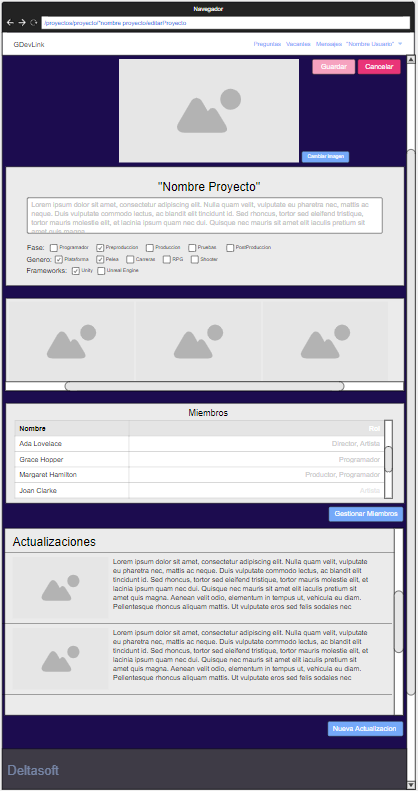 Navegador
/proyectos/proyecto/"nombre proyecto/editarProyecto
GDevLink
Preguntas Vacantes Mensajes "Nombre Usuario"
Guardar Cancelar
Cambiar imagen
"Nombre Proyecto"
Lorem ipsum dolor sit amet, consectetur adipiscing elit. Nulla quam velit, vulputate eu pharetra nec, mattis ac
neque. Duis vulputate commodo lectus, ac blandit elit tincidunt id. Sed rhoncus, tortor sed eleifend tristique,
tortor mauris molestie elit, et lacinia ipsum quam nec dui. Quisque nec mauris sit amet elit iaculis pretium sit
amet quis magna
Fase: Programador Preproduccion Produccion Pruebas PostProduccion
Genero: Plataforma Pelea Carreras RPG Shooter
Frameworks: Unity Unreal Engine
Miembros
Nombre Rol
Ada Lovelace Director, Artista
Grace Hopper Programador
Margaret Hamilton Productor, Programador
Joan Clarke Artista
Gestionar Miembros
Actualizaciones
Lorem ipsum dolor sit amet, consectetur adipiscing elit. Nulla quam velit, vulputate
eu pharetra nec, mattis ac neque. Duis vulputate commodo lectus, ac blandit elit
tincidunt id. Sed rhoncus, tortor sed eleifend tristique, tortor mauris molestie elit, et
lacinia ipsum quam nec dui. Quisque nec mauris sit amet elit iaculis pretium sit
amet quis magna. Aenean velit odio, elementum in tempus ut, vehicula eu diam.
Pellentesque rhoncus aliquam mattis. Ut vulputate eros sed felis sodales nec
Lorem ipsum dolor sit amet, consectetur adipiscing elit. Nulla quam velit, vulputate
eu pharetra nec, mattis ac neque. Duis vulputate commodo lectus, ac blandit elit
tincidunt id. Sed rhoncus, tortor sed eleifend tristique, tortor mauris molestie elit, et
lacinia ipsum quam nec dui. Quisque nec mauris sit amet elit iaculis pretium sit
amet quis magna. Aenean velit odio, elementum in tempus ut, vehicula eu diam.
Pellentesque rhoncus aliquam mattis. Ut vulputate eros sed felis sodales nec
Nueva Actualizacion
Deltasoft